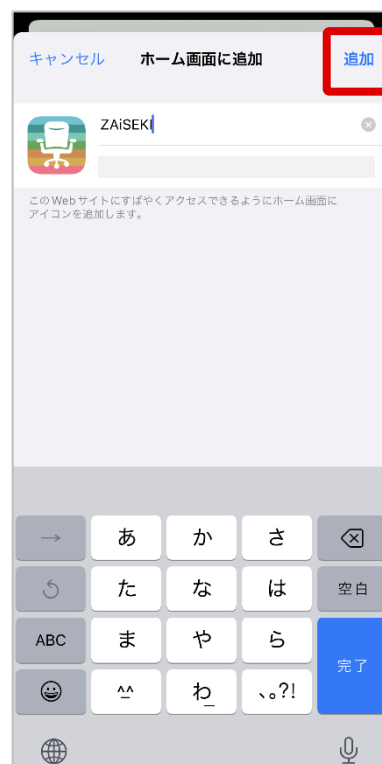 キャンセル ホーム画面に追加 追加
ZAiSEKI
このWebサイトにすばやくアクセスできるようにホーム画面に
アイコンを追加します。
→ あ か さ
た な は 空白
ABC ま や ら
完了
^^ わ_ 、。?!